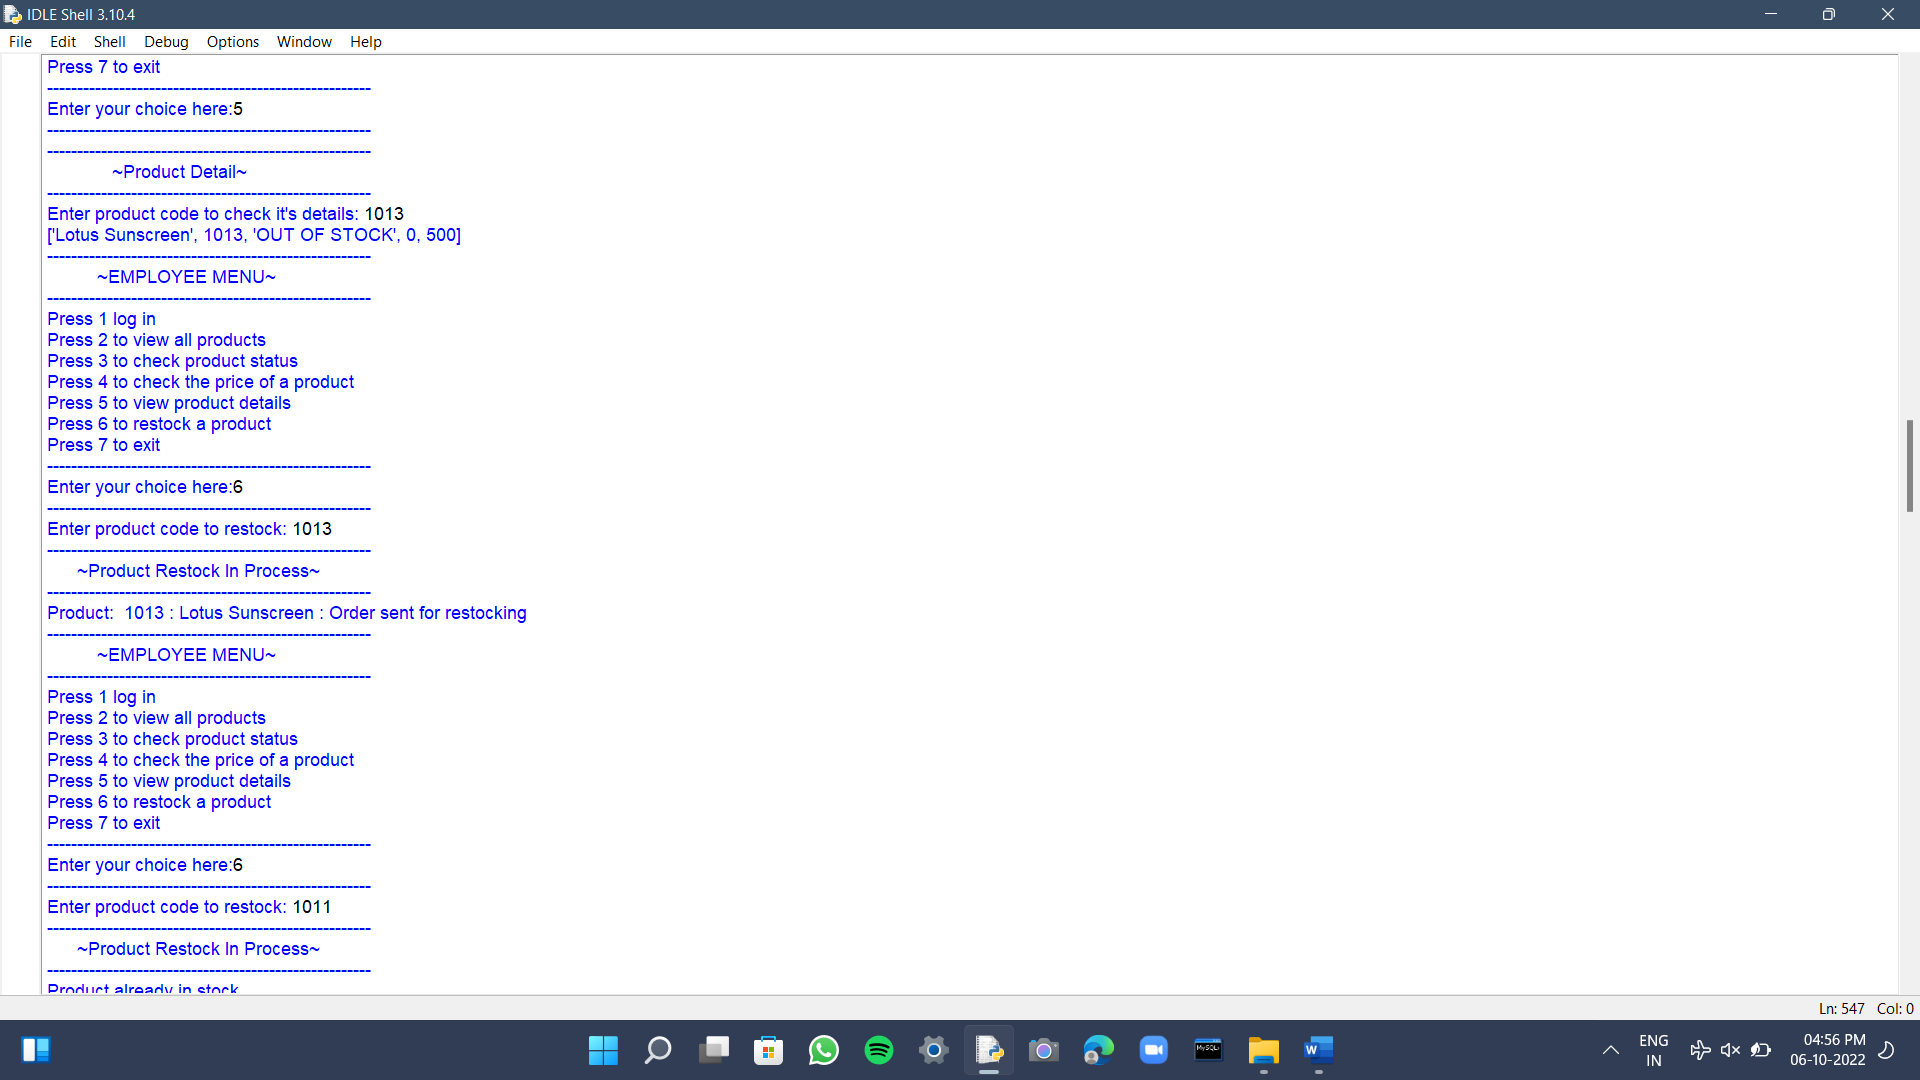 IDLE Shell 3.10.4
File Edit Shell Debug Options Window Help
Press 7 to exit
------------------------------------------------------
Enter your choice here:5
------------------------------------------------------
------------------------------------------------------
~Product Detail~
------------------------------------------------------
Enter product code to check it's details: 1013
['Lotus Sunscreen', 1013, 'OUT OF STOCK', 0, 500]
------------------------------------------------------
~EMPLOYEE MENU~
------------------------------------------------------
Press 1 log in
Press 2 to view all products
Press 3 to check product status
Press 4 to check the price of a product
Press 5 to view product details
Press 6 to restock a product
Press 7 to exit
------------------------------------------------------
Enter your choice here:6
------------------------------------------------------
Enter product code to restock: 1013
------------------------------------------------------
~Product Restock In Process~
------------------------------------------------------
Product:  1013 : Lotus Sunscreen : Order sent for restocking
------------------------------------------------------
~EMPLOYEE MENU~
------------------------------------------------------
Press 1 log in
Press 2 to view all products
Press 3 to check product status
Press 4 to check the price of a product
Press 5 to view product details
Press 6 to restock a product
Press 7 to exit
------------------------------------------------------
Enter your choice here:6
------------------------------------------------------
Enter product code to restock: 1011
------------------------------------------------------
~Product Restock In Process~
------------------------------------------------------
Product already in stock
Ln: 547 Col: 0
MySQL
W
ENG
IN
04:56 PM
06-10-2022